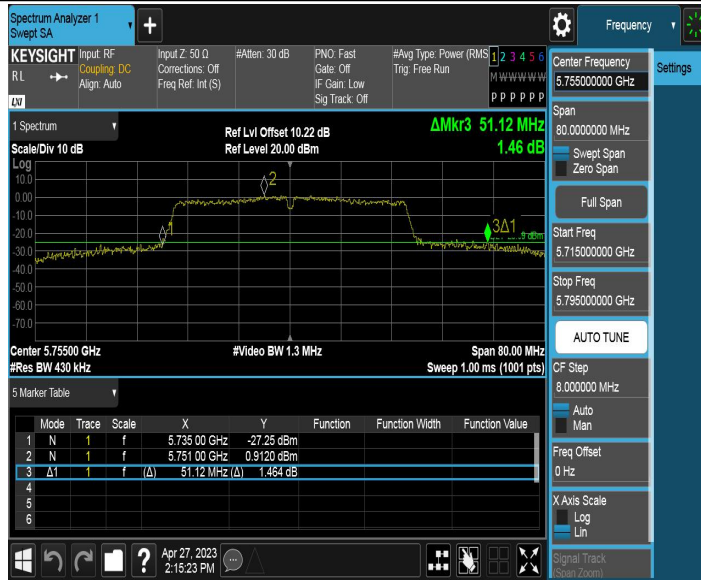 Spectrum Analyzer 1
Swept SA
Frequency
KEYSIGHT
RL
LXI
Input: RF
Coupling: DC
Align: Auto
Input Z: 50 Ω
Corrections: Off
Freq Ref: Int (S)
#Atten: 30 dB
PNO: Fast
Gate: Off
IF Gain: Low
Sig Track: Off
#Avg Type: Power (RMS
Trig: Free Run
1 2 3 4 5 6
M W W W W W
P P P P P P
1 Spectrum
Scale/Div 10 dB
Ref Lvl Offset 10.22 dB
Ref Level 20.00 dBm
ΔMkr3 51.12 MHz
1.46 dB
Log
10.0
0.00
-10.0
-20.0
-30.0
-40.0
-50.0
-60.0
-70.0
2
3Δ1
Center 5.75500 GHz
#Video BW 1.3 MHz
Span 80.00 MHz
#Res BW 430 kHz
Sweep 1.00 ms (1001 pts)
5 Marker Table
Mode Trace Scale X Y Function Function Width Function Value
1 N 1 f 5.735 00 GHz -27.25 dBm
2 N 1 f 5.751 00 GHz 0.9120 dBm
3 Δ1 1 f (Δ) 51.12 MHz (Δ) 1.464 dB
4
5
6
Apr 27, 2023
2:15:23 PM
Center Frequency
5.755000000 GHz
Settings
Span
80.0000000 MHz
Swept Span
Zero Span
Full Span
Start Freq
5.715000000 GHz
Stop Freq
5.795000000 GHz
AUTO TUNE
CF Step
8.000000 MHz
Auto
Man
Freq Offset
0 Hz
X Axis Scale
Log
Lin
Signal Track
(Span Zoom)